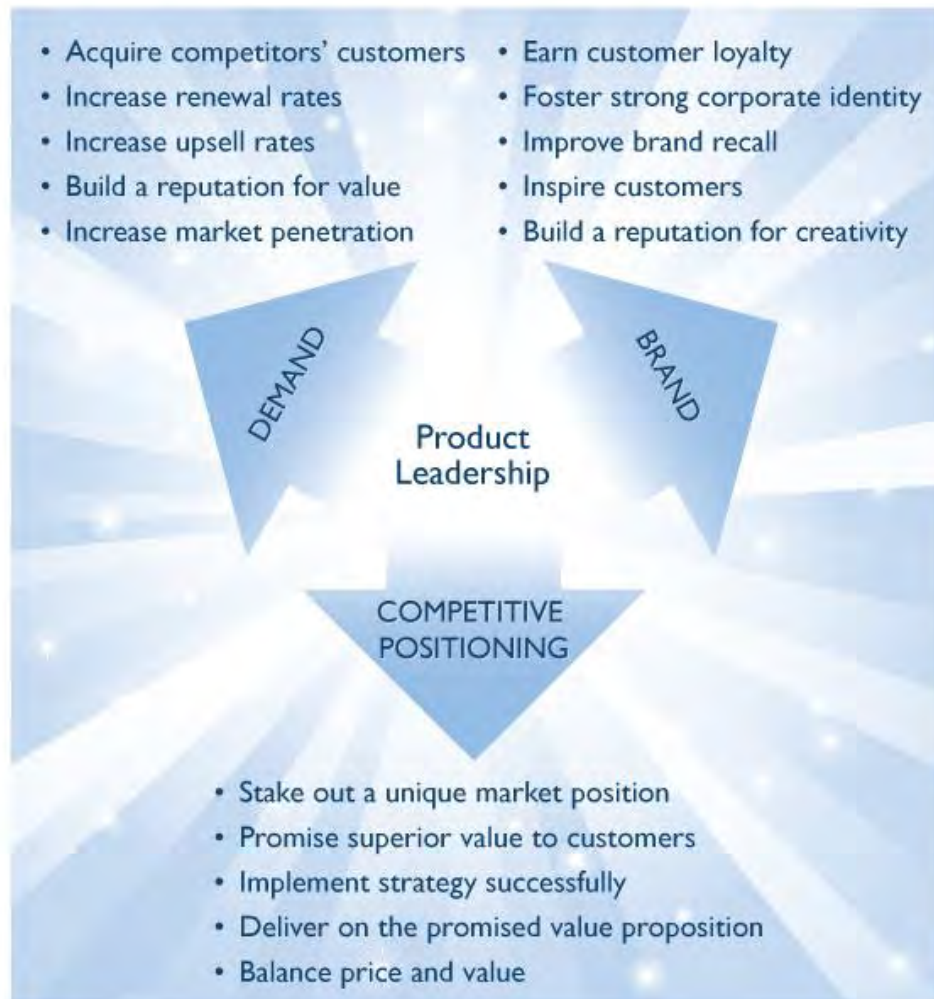 • Acquire competitors' customers
• Increase renewal rates
• Increase upsell rates
• Build a reputation for value
• Increase market penetration
• Earn customer loyalty
• Foster strong corporate identity
• Improve brand recall
• Inspire customers
• Build a reputation for creativity
DEMAND
BRAND
Product
Leadership
COMPETITIVE
POSITIONING
• Stake out a unique market position
• Promise superior value to customers
• Implement strategy successfully
• Deliver on the promised value proposition
• Balance price and value